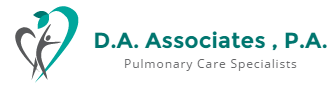 D.A. Associates , P.A.
Pulmonary Care Specialists